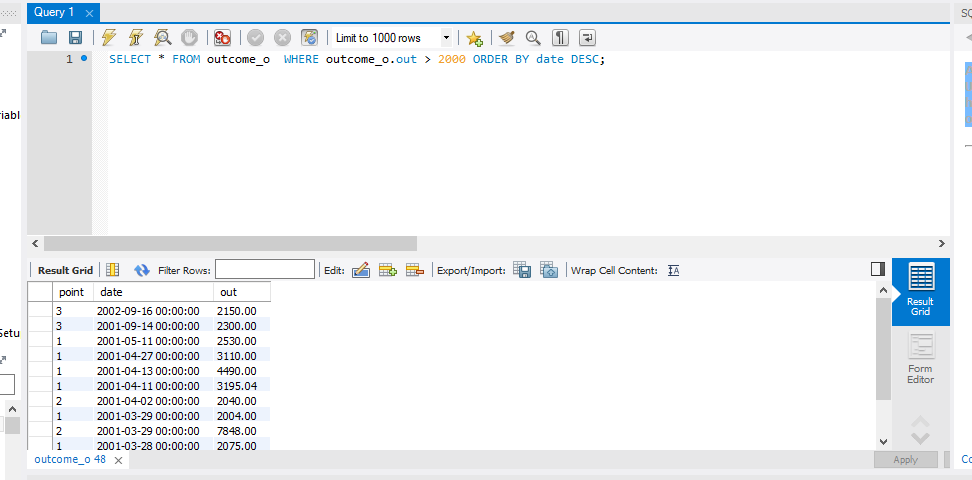 Query 1
SQ
Limit to 1000 rows
1 SELECT * FROM outcome_o  WHERE outcome_o.out > 2000 ORDER BY date DESC;
riabl
Result Grid Filter Rows: Edit: Export/Import: Wrap Cell Content:
point date out
3 2002-09-16 00:00:00 2150.00
3 2001-09-14 00:00:00 2300.00
1 2001-05-11 00:00:00 2530.00
1 2001-04-27 00:00:00 3110.00
1 2001-04-13 00:00:00 4490.00
1 2001-04-11 00:00:00 3195.04
2 2001-04-02 00:00:00 2040.00
1 2001-03-29 00:00:00 2004.00
2 2001-03-29 00:00:00 7848.00
1 2001-03-28 00:00:00 2075.00
Result
Grid
Form
Editor
Setu
outcome_o 48
Apply
Co